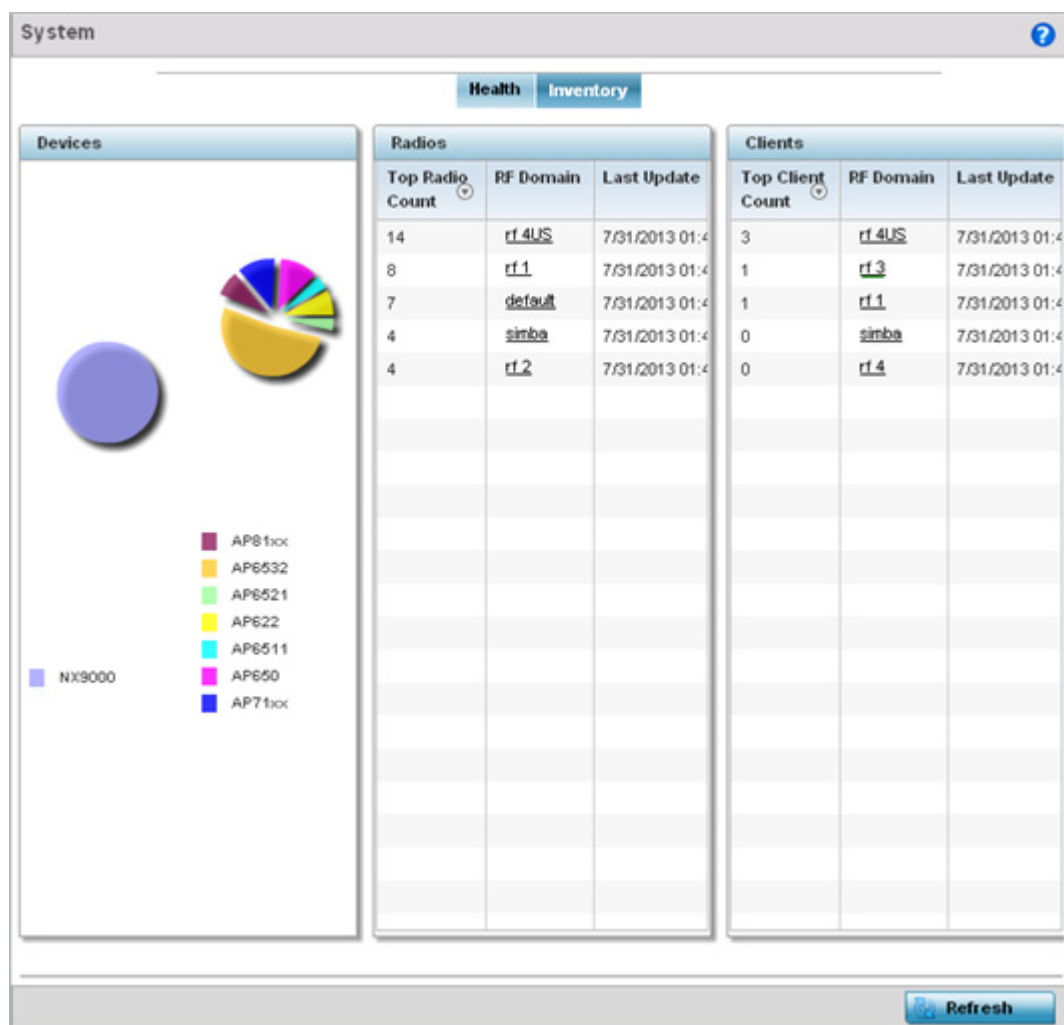 System
Health Inventory
Devices
AP81xx
AP6532
AP6521
AP622
AP6511
NX9000 AP650
AP71xx
Radios
Top Radio Count RF Domain Last Update
14 rf 4US 7/31/2013 01:4
8 rf 1 7/31/2013 01:4
7 default 7/31/2013 01:4
4 simba 7/31/2013 01:4
4 rf 2 7/31/2013 01:4
Clients
Top Client Count RF Domain Last Update
3 rf 4US 7/31/2013 01:4
1 rf 3 7/31/2013 01:4
1 rf 1 7/31/2013 01:4
0 simba 7/31/2013 01:4
0 rf 4 7/31/2013 01:4
Refresh